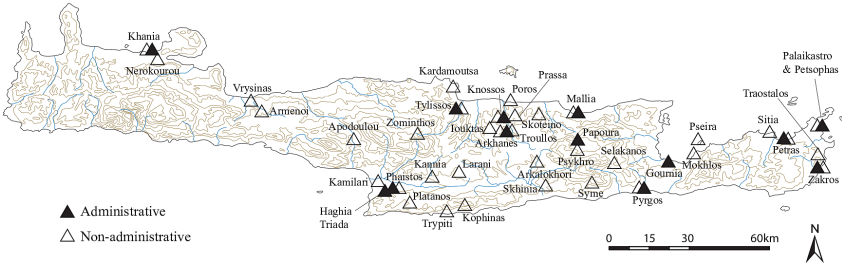 Khania
Nerokourou
Vrysinas
Armenoi
Kardamoutsa
Knossos
Poros
Prassa
Mallia
Palaikastro
& Petsophas
Traostalos
Sitia
Petras
Zakros
Pseira
Mokhlos
Gournia
Tylissos
Zominthos
Apodoulou
Iouktas
Arkhanes
Skoteino
Troullos
Papoura
Psykhro
Selakanos
Kannia
Larani
Arkalokhori
Skhinia
Syme
Pyrgos
Kamilari
Phaistos
Haghia
Triada
Platanos
Trypiti
Kophinas
Administrative
Non-administrative
0 15 30 60km
N